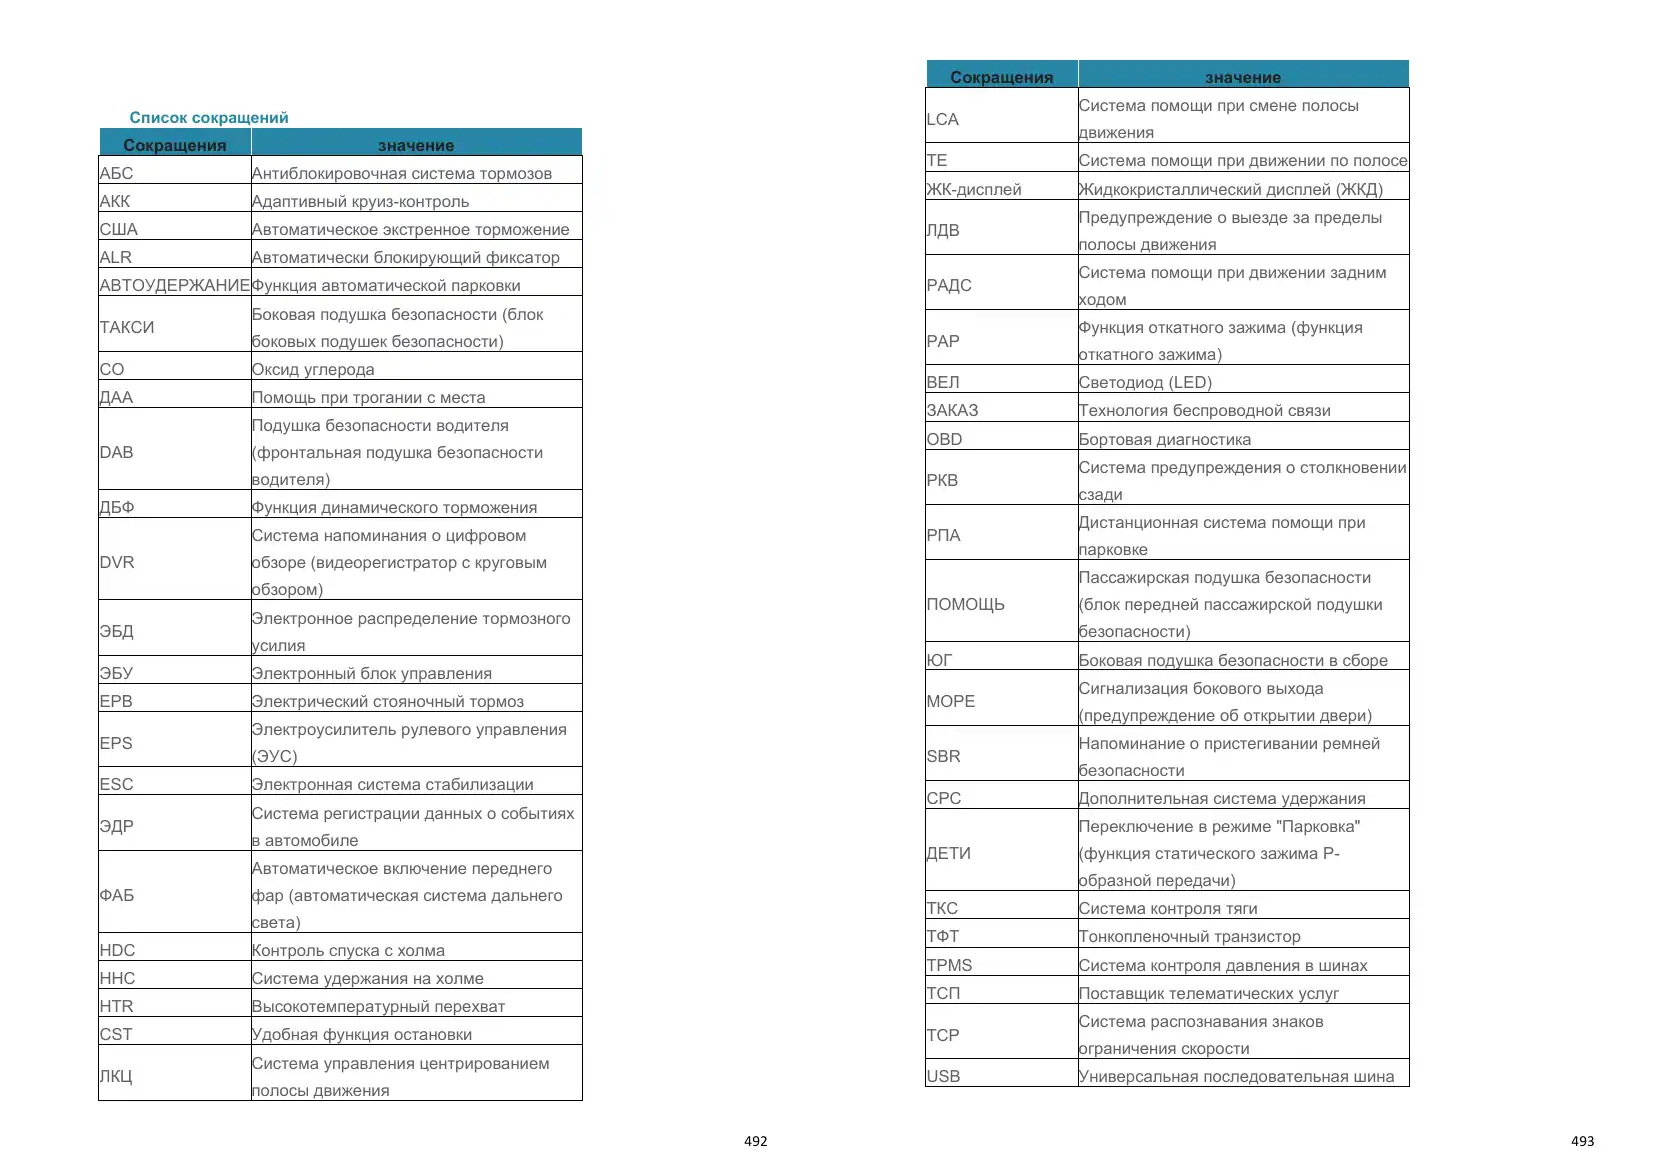 Список сокращений
Сокращения значение
АБС Антиблокировочная система тормозов
АКК Адаптивный круиз-контроль
США Автоматическое экстренное торможение
ALR Автоматически блокирующий фиксатор
АВТОУДЕРЖАНИЕ Функция автоматической парковки
ТАКСИ Боковая подушка безопасности (блок
боковых подушек безопасности)
CO Оксид углерода
ДАА Помощь при трогании с места
DAB Подушка безопасности водителя
(фронтальная подушка безопасности
водителя)
ДБФ Функция динамического торможения
DVR Система напоминания о цифровом
обзоре (видеорегистратор с круговым
обзором)
ЭБД Электронное распределение тормозного
усилия
ЭБУ Электронный блок управления
EPB Электрический стояночный тормоз
EPS Электроусилитель рулевого управления
(ЭУС)
ESC Электронная система стабилизации
ЭДР Система регистрации данных о событиях
в автомобиле
ФАБ Автоматическое включение переднего
фар (автоматическая система дальнего
света)
HDC Контроль спуска с холма
HHC Система удержания на холме
HTR Высокотемпературный перехват
CST Удобная функция остановки
ЛКЦ Система управления центрированием
полосы движения
492
Сокращения значение
LCA Система помощи при смене полосы
движения
ТЕ Система помощи при движении по полосе
ЖК-дисплей Жидкокристаллический дисплей (ЖКД)
ЛДВ Предупреждение о выезде за пределы
полосы движения
РАДС Система помощи при движении задним
ходом
РАР Функция откатного зажима (функция
откатного зажима)
ВЕЛ Светодиод (LED)
ЗАКАЗ Технология беспроводной связи
OBD Бортовая диагностика
РКВ Система предупреждения о столкновении
сзади
РПА Дистанционная система помощи при
парковке
ПОМОЩЬ Пассажирская подушка безопасности
(блок передней пассажирской подушки
безопасности)
ЮГ Боковая подушка безопасности в сборе
МОРЕ Сигнализация бокового выхода
(предупреждение об открытии двери)
SBR Напоминание о пристегивании ремней
безопасности
СРС Дополнительная система удержания
ДЕТИ Переключение в режиме "Парковка"
(функция статического зажима P-
образной передачи)
ТКС Система контроля тяги
ТФТ Тонкопленочный транзистор
TPMS Система контроля давления в шинах
ТСП Поставщик телематических услуг
ТСР Система распознавания знаков
ограничения скорости
USB Универсальная последовательная шина
493